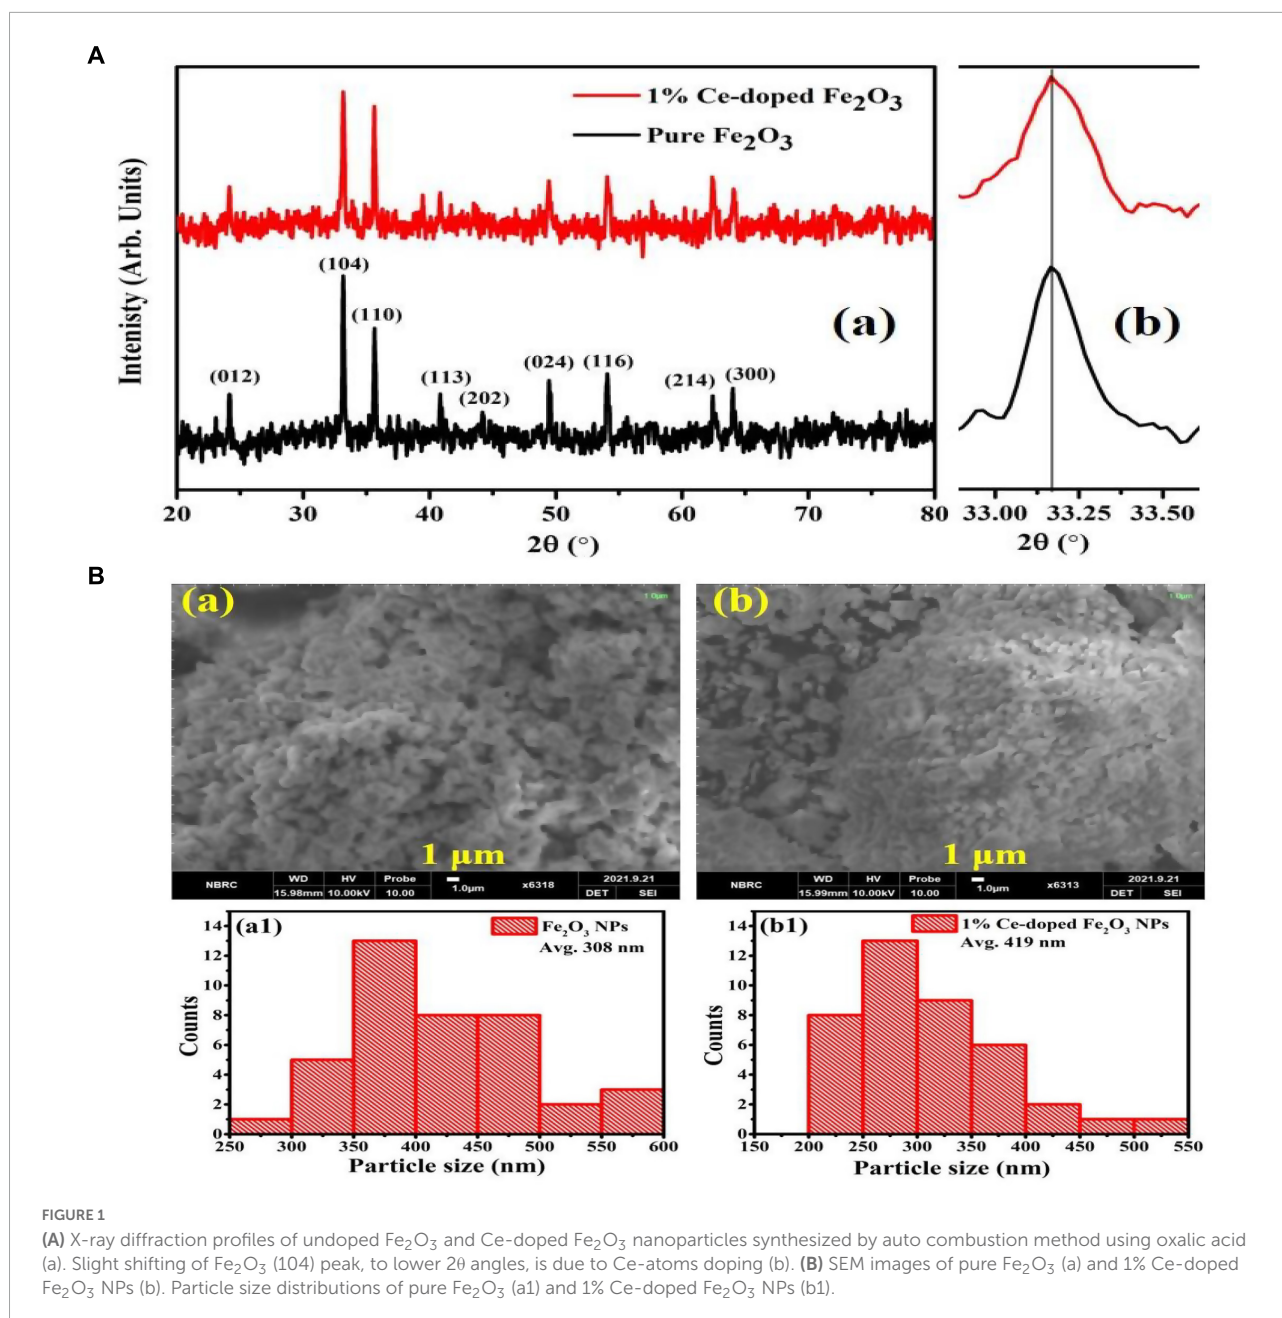 A
1% Ce-doped Fe₂O₃
Pure Fe₂O₃
Intenisty (Arb. Units)
(012)
(104)
(110)
(113)
(202)
(024)
(116)
(214)
(300)
(a)
(b)
20 30 40 50 60 70 80
2θ (°)
33.00 33.25 33.50
2θ (°)
B
(a)
1.0μm
1 μm
NBRC
WD HV Probe
15.98mm 10.00kV 10.00
1.0μm
x6318
2021.9.21
DET SEI
(b)
1.0μm
1 μm
NBRC
WD HV Probe
15.99mm 10.00kV 10.00
1.0μm
x6313
2021.9.21
DET SEI
(a1)
Fe₂O₃ NPs
Avg. 308 nm
Counts
14
12
10
8
6
4
2
0
250 300 350 400 450 500 550 600
Particle size (nm)
(b1)
1% Ce-doped Fe₂O₃ NPs
Avg. 419 nm
Counts
14
12
10
8
6
4
2
0
150 200 250 300 350 400 450 500 550
Particle size (nm)
FIGURE 1
(A) X-ray diffraction profiles of undoped Fe₂O₃ and Ce-doped Fe₂O₃ nanoparticles synthesized by auto combustion method using oxalic acid
(a). Slight shifting of Fe₂O₃ (104) peak, to lower 2θ angles, is due to Ce-atoms doping (b). (B) SEM images of pure Fe₂O₃ (a) and 1% Ce-doped
Fe₂O₃ NPs (b). Particle size distributions of pure Fe₂O₃ (a1) and 1% Ce-doped Fe₂O₃ NPs (b1).